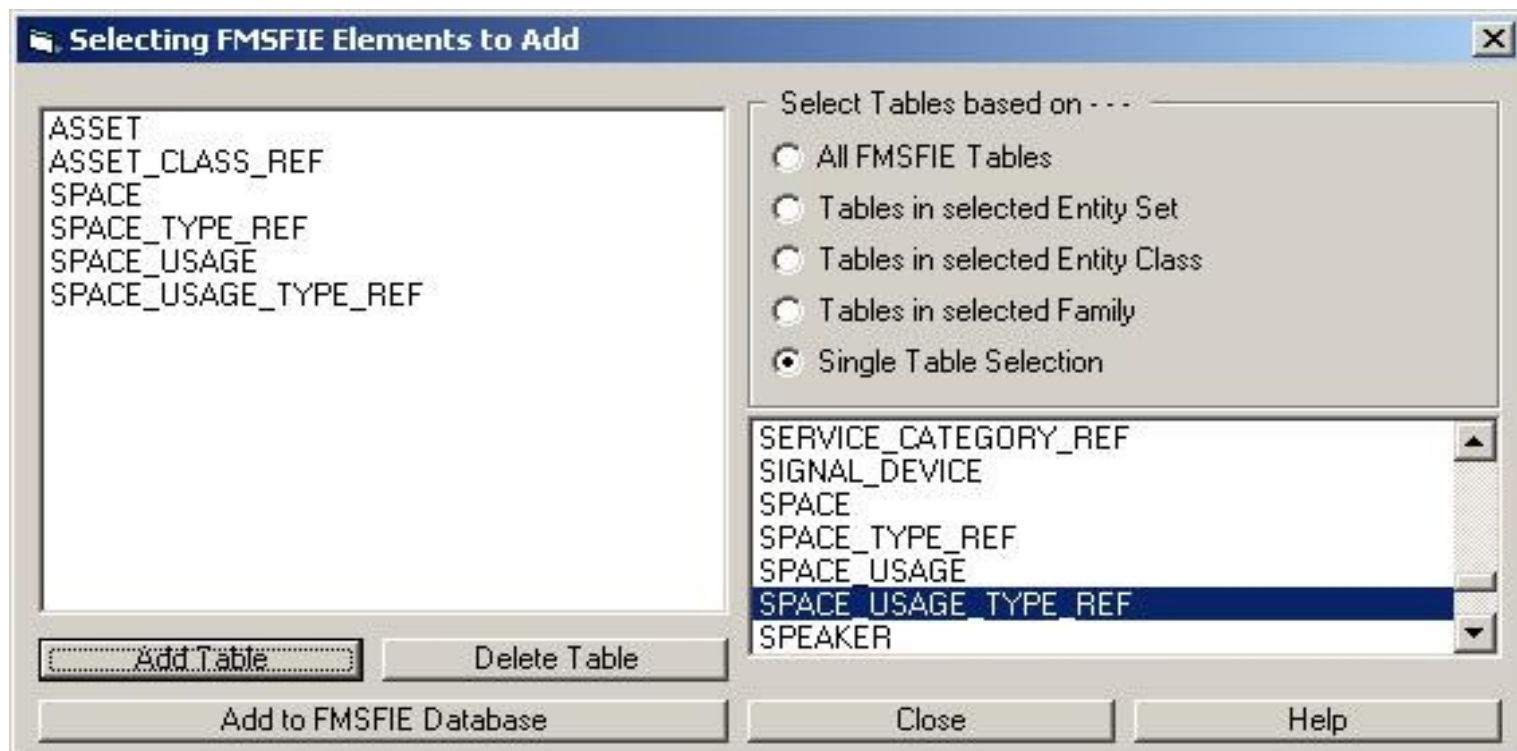 Selecting FMSFIE Elements to Add
ASSET
ASSET_CLASS_REF
SPACE
SPACE_TYPE_REF
SPACE_USAGE
SPACE_USAGE_TYPE_REF
Select Tables based on - - -
All FMSFIE Tables
Tables in selected Entity Set
Tables in selected Entity Class
Tables in selected Family
Single Table Selection
SERVICE_CATEGORY_REF
SIGNAL_DEVICE
SPACE
SPACE_TYPE_REF
SPACE_USAGE
SPACE_USAGE_TYPE_REF
SPEAKER
Add Table
Delete Table
Add to FMSFIE Database
Close
Help